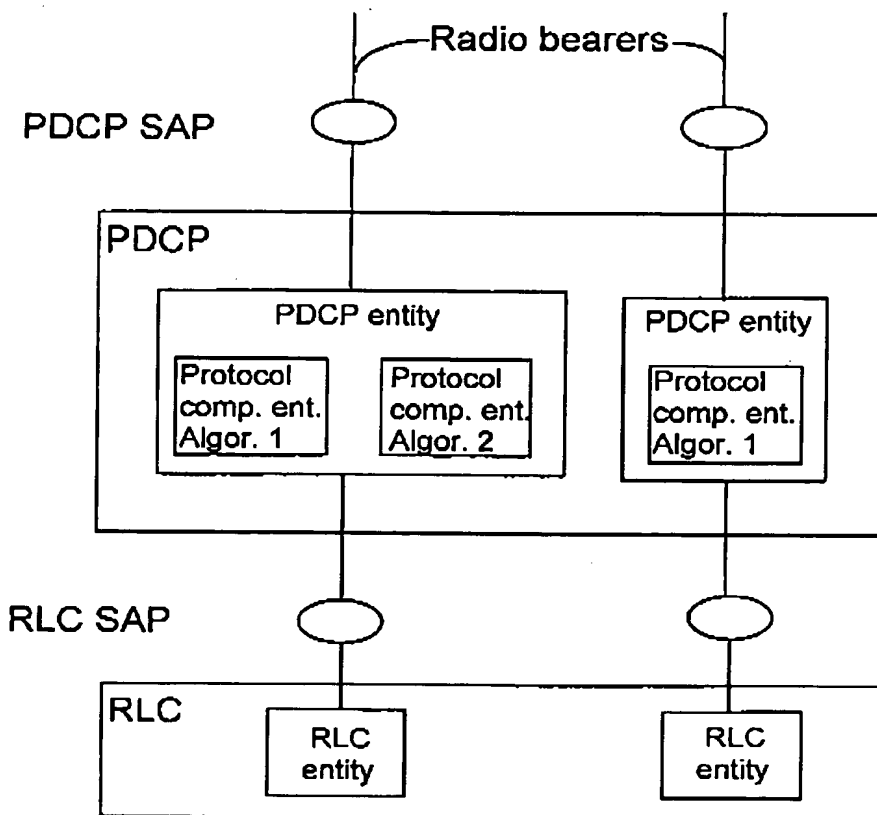 Radio bearers
PDCP SAP
PDCP
PDCP entity
Protocol
comp. ent.
Algor. 1
Protocol
comp. ent.
Algor. 2
PDCP entity
Protocol
comp. ent.
Algor. 1
RLC SAP
RLC
RLC
entity
RLC
entity